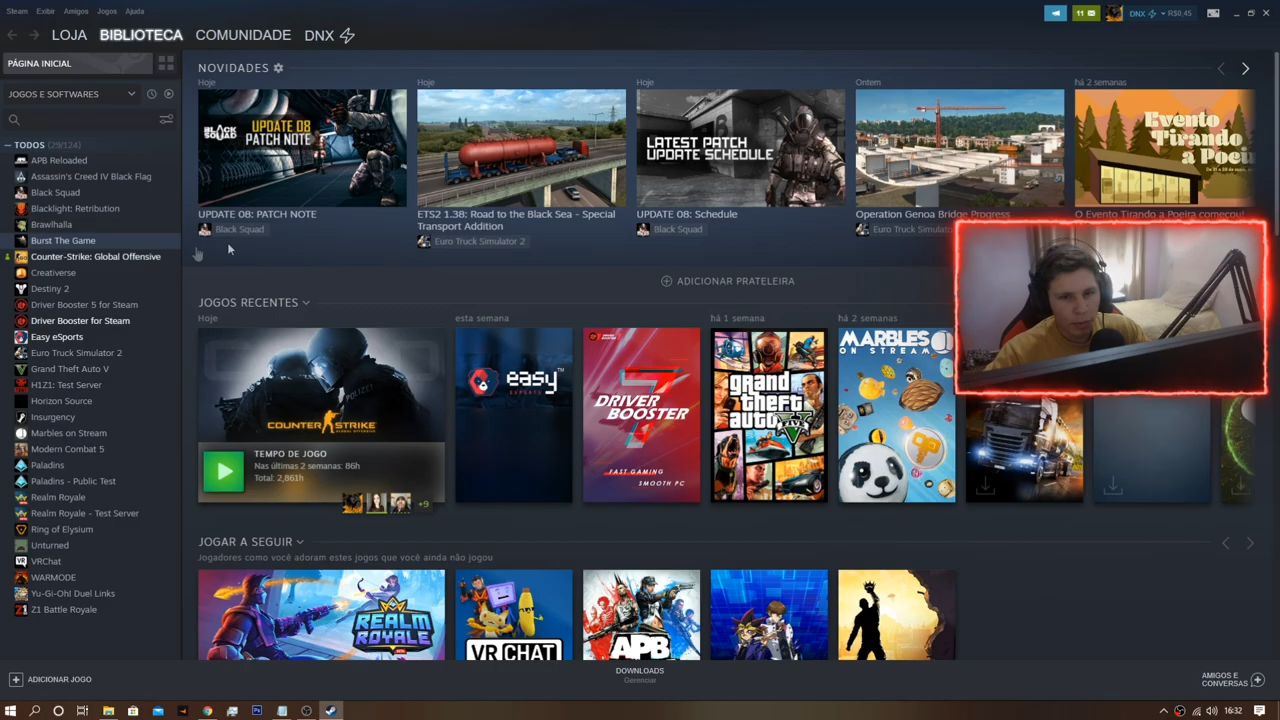 Steam Exibir Amigos Jogos Ajuda
11 DNX R$0,45
LOJA BIBLIOTECA COMUNIDADE DNX
PÁGINA INICIAL
JOGOS E SOFTWARES
TODOS (29/124)
APB Reloaded
Assassin's Creed IV Black Flag
Black Squad
Blacklight: Retribution
Brawlhalla
Burst The Game
Counter-Strike: Global Offensive
Creativerse
Destiny 2
Driver Booster 5 for Steam
Driver Booster for Steam
Easy eSports
Euro Truck Simulator 2
Grand Theft Auto V
H1Z1: Test Server
Horizon Source
Insurgency
Marbles on Stream
Modern Combat 5
Paladins
Paladins - Public Test
Realm Royale
Realm Royale - Test Server
Ring of Elysium
Unturned
VRChat
WARMODE
Yu-Gi-Oh! Duel Links
Z1 Battle Royale
NOVIDADES
Hoje
BLACK
UPDATE 08
PATCH NOTE
UPDATE 08: PATCH NOTE
Black Squad
Hoje
ETS2 1.38: Road to the Black Sea - Special
Transport Addition
Euro Truck Simulator 2
Hoje
LATEST PATCH
UPDATE SCHEDULE
UPDATE 08: Schedule
Black Squad
Ontem
Operation Genoa Bridge Progress
Euro Truck Simulato
há 2 semanas
Evento
Tirando
a Poei
O Evento Tirando a Poeira começou!
ADICIONAR PRATELEIRA
JOGOS RECENTES
Hoje
COUNTER STRIKE
GLOBAL OFFENSIVE
TEMPO DE JOGO
Nas últimas 2 semanas: 86h
Total: 2,861h
+9
esta semana
easy
ESPORTS
DRIVER
BOOSTER
7
FAST GAMING
SMOOTH PC
há 1 semana
grand
theft
auto
FIVE
há 2 semanas
MARBLES
ON STREAM
JOGAR A SEGUIR
Jogadores como você adoram estes jogos que você ainda não jogou
REALM
ROYALE
VRCHAT
APB
ADICIONAR JOGO
DOWNLOADS
Gerenciar
AMIGOS E
CONVERSAS
16:32